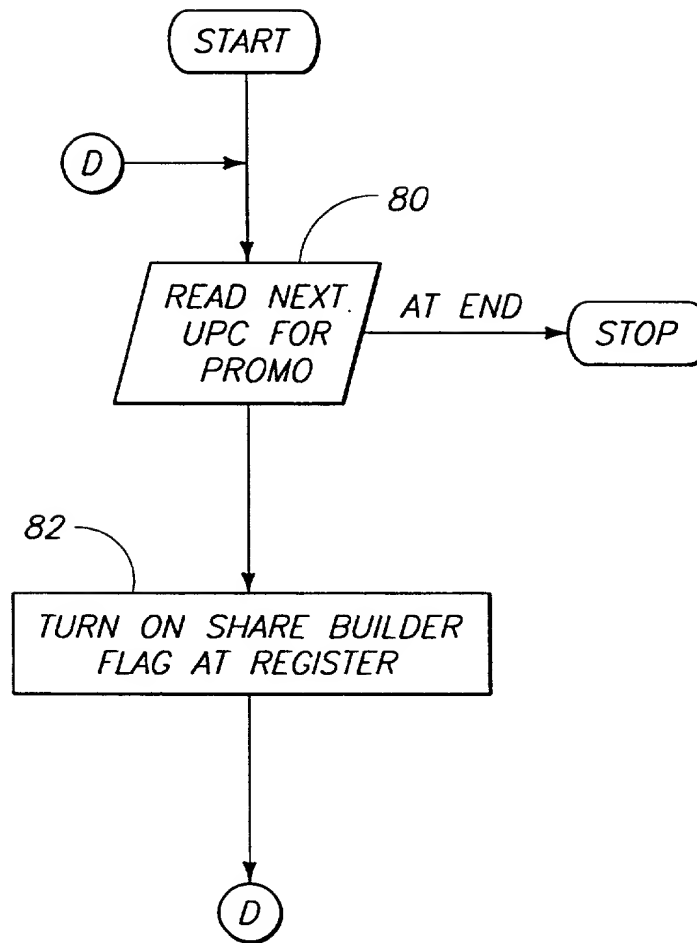 START
D
80
READ NEXT
UPC FOR
PROMO
AT END
STOP
82
TURN ON SHARE BUILDER
FLAG AT REGISTER
D